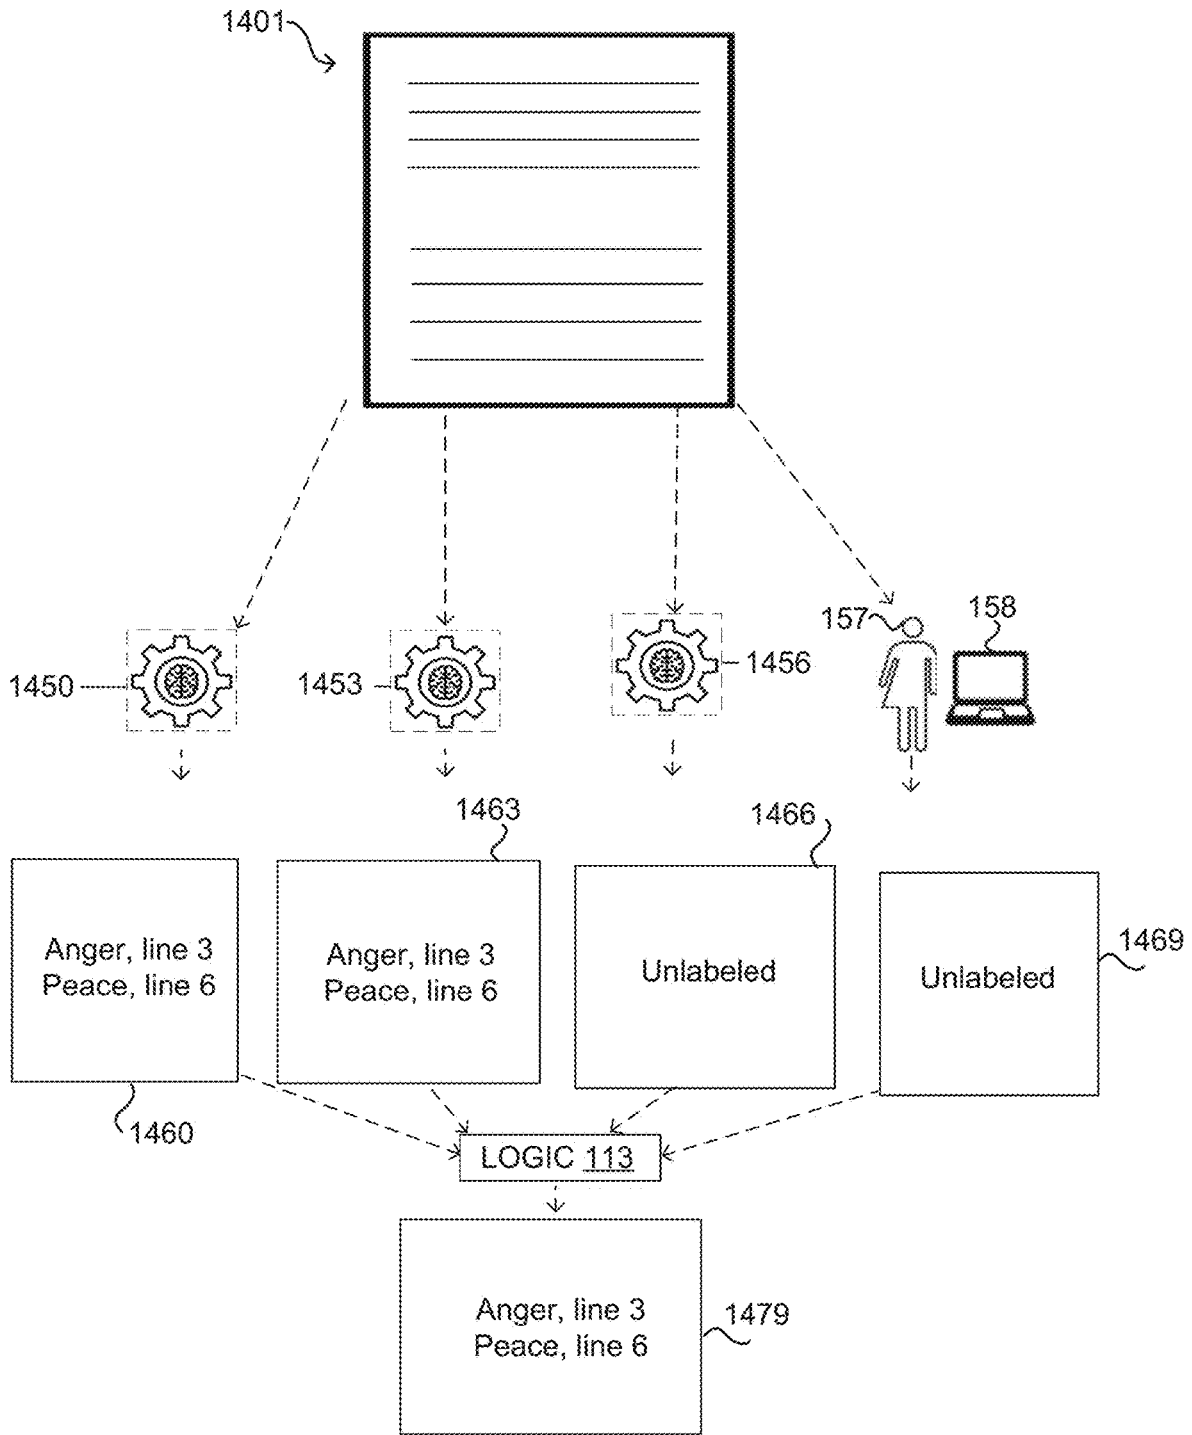 1401
157
158
1450
1453
1456
1463
1466
Anger, line 3
Peace, line 6
Anger, line 3
Peace, line 6
Unlabeled
Unlabeled
1469
1460
LOGIC 113
Anger, line 3
Peace, line 6
1479